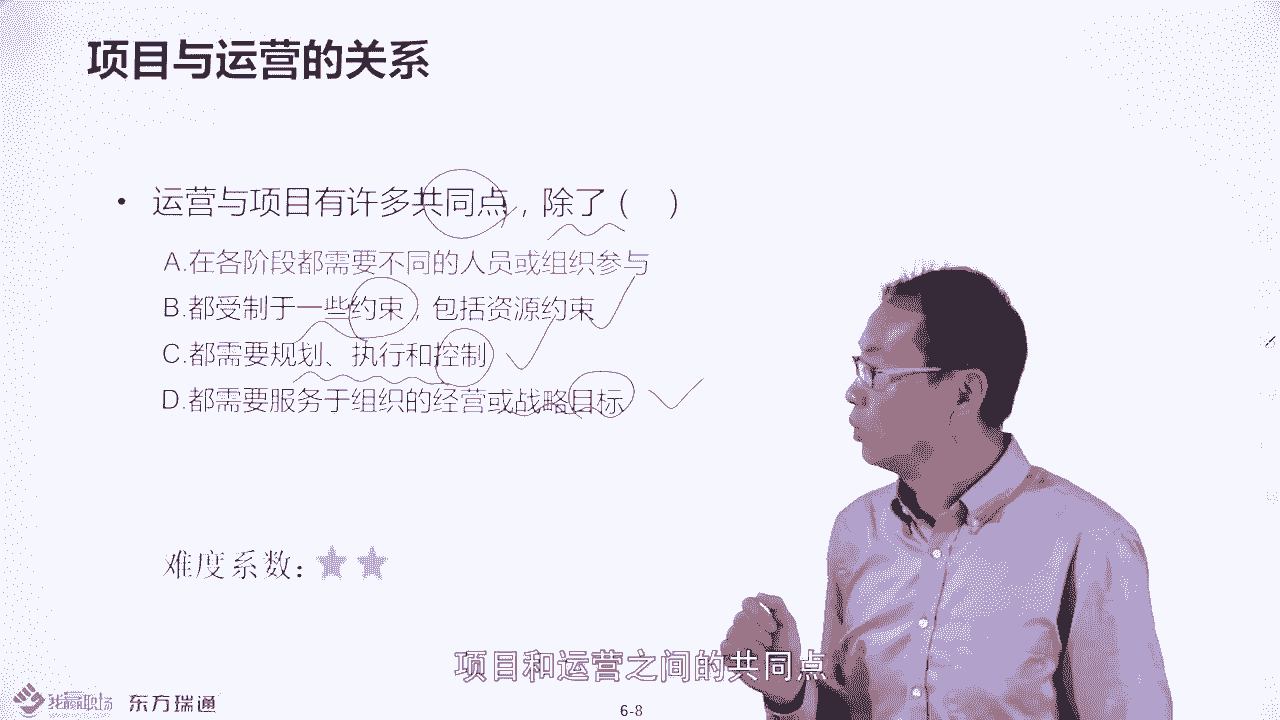 项目与运营的关系
• 运营与项目有许多共同点，除了（ ）
A.在各阶段都需要不同的人员或组织参与
B.都受制于一些约束，包括资源约束
C.都需要规划、执行和控制
D.都需要服务于组织的经营或战略目标
难度系数：★★
项目和运营之间的共同点
东方瑞通
6-8